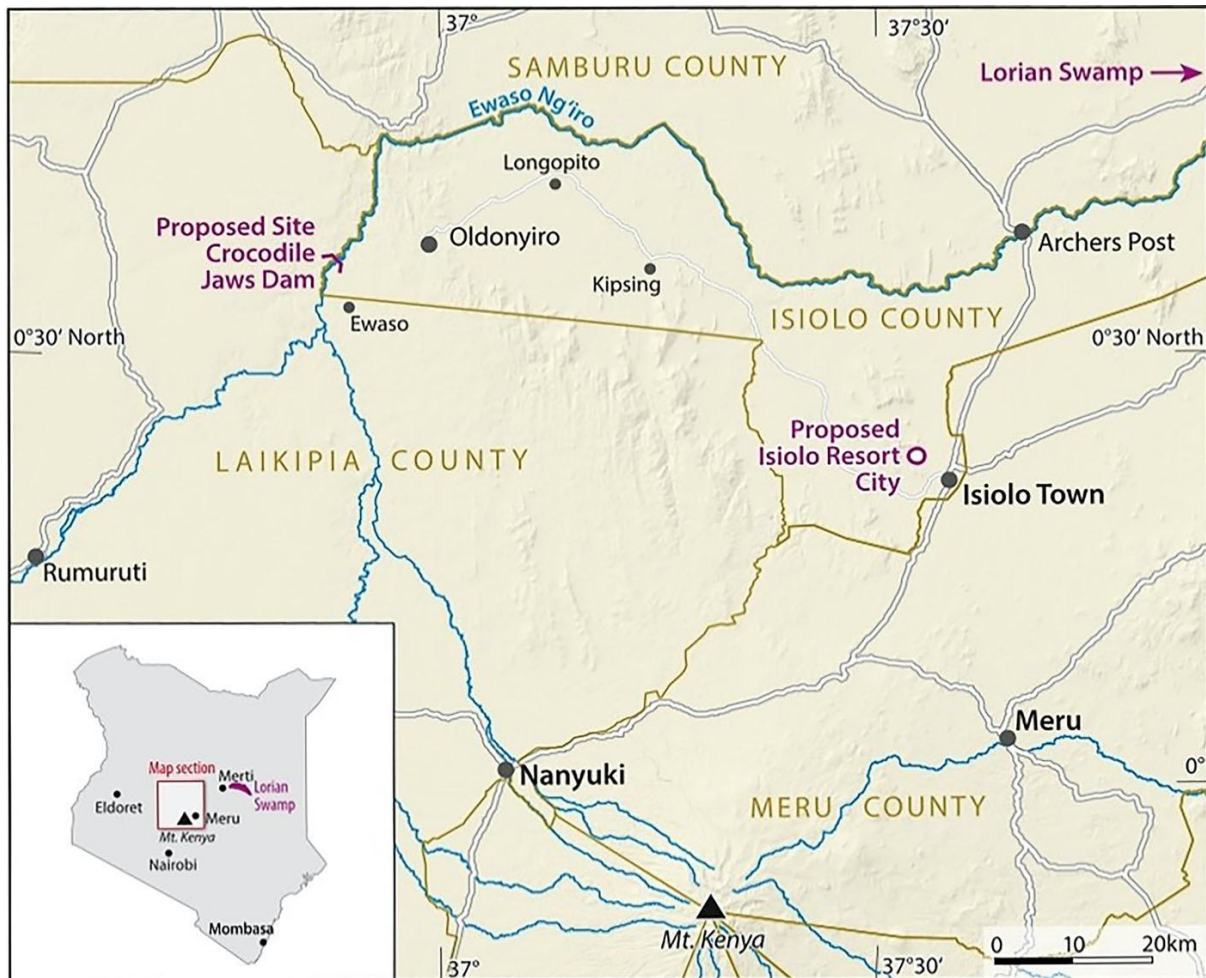 37°
37°30′
SAMBURU COUNTY
Lorian Swamp
Ewaso Ng‘iro
Longopito
Proposed Site
Crocodile
Jaws Dam
Oldonyiro
Archers Post
Kipsing
Ewaso
ISIOLO COUNTY
0°30‘ North
0°30‘ North
LAIKIPIA COUNTY
Proposed
Isiolo Resort
City
Isiolo Town
Rumuruti
Meru
Nanyuki
0°
MERU COUNTY
Mt. Kenya
0 10 20km
37°
37°30‘
Map section
Merti
Lorian
Swamp
Eldoret
Meru
Mt. Kenya
Nairobi
Mombasa